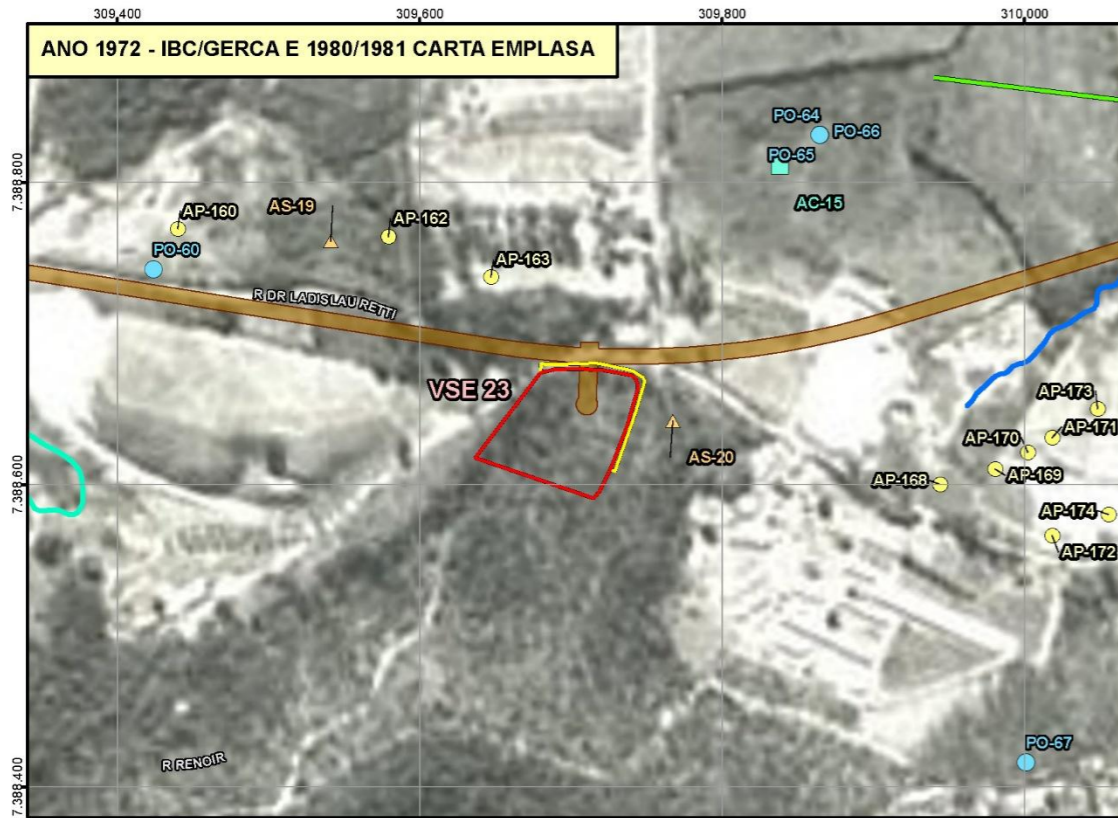 309,400
309,600
309,800
310,000
ANO 1972 - IBC/GERCA E 1980/1981 CARTA EMPLASA
PO-64
PO-66
PO-65
AC-15
7.388,800
AS-19
AP-160
AP-162
PO-60
AP-163
R DR LADISLAU RETTI
VSE 23
AS-20
AP-173
AP-171
AP-170
AP-169
AP-168
7.388,600
AP-174
AP-172
PO-67
R RENOIR
7.388,400